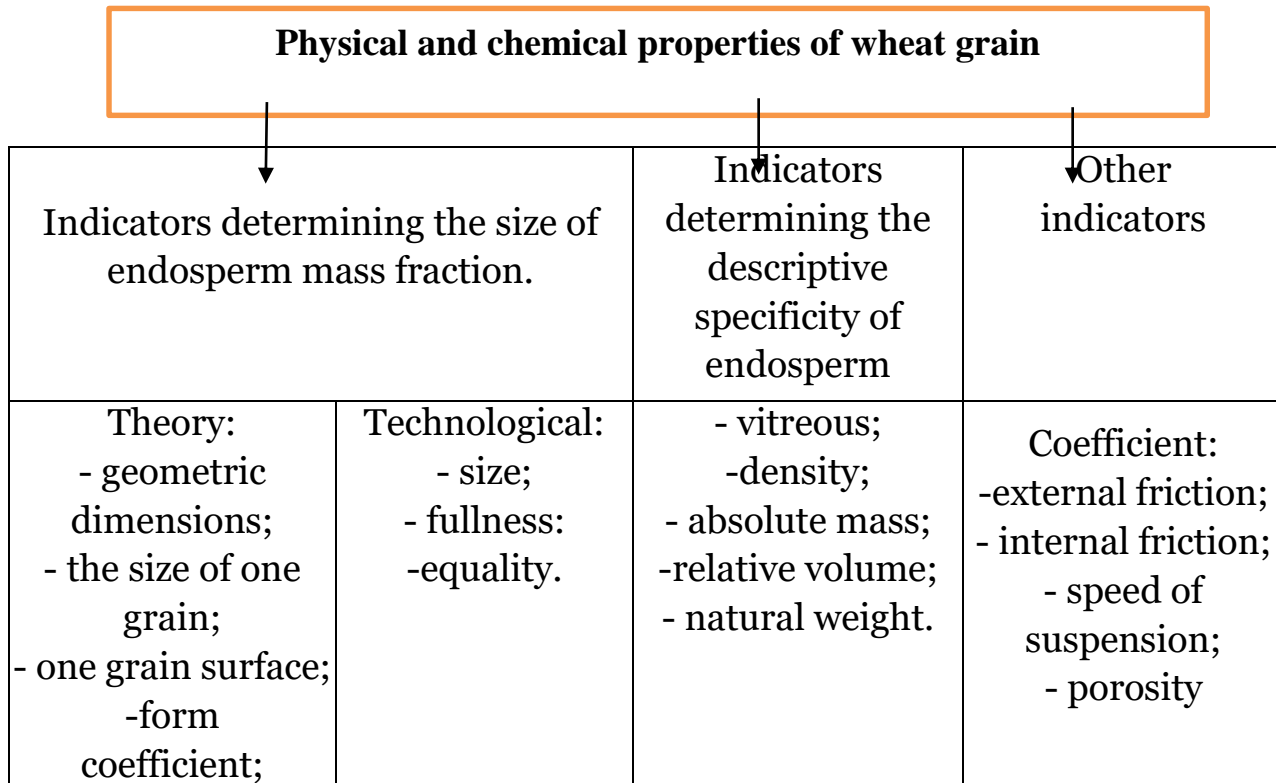 Physical and chemical properties of wheat grain
Indicators determining the size of
endosperm mass fraction.
Indicators
determining the
descriptive
specificity of
endosperm
Other
indicators
Theory:
- geometric
dimensions;
- the size of one
grain;
- one grain surface;
-form
coefficient;
Technological:
- size;
- fullness:
-equality.
- vitreous;
-density;
- absolute mass;
-relative volume;
- natural weight.
Coefficient:
-external friction;
- internal friction;
- speed of
suspension;
- porosity